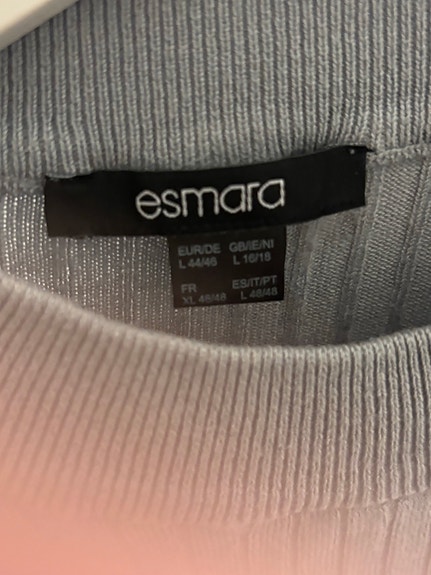 esmara
EUR/DE GB/IE/NI
L 44/46 L 16/18
FR ES/IT/PT
XL 46/48 L 46/48